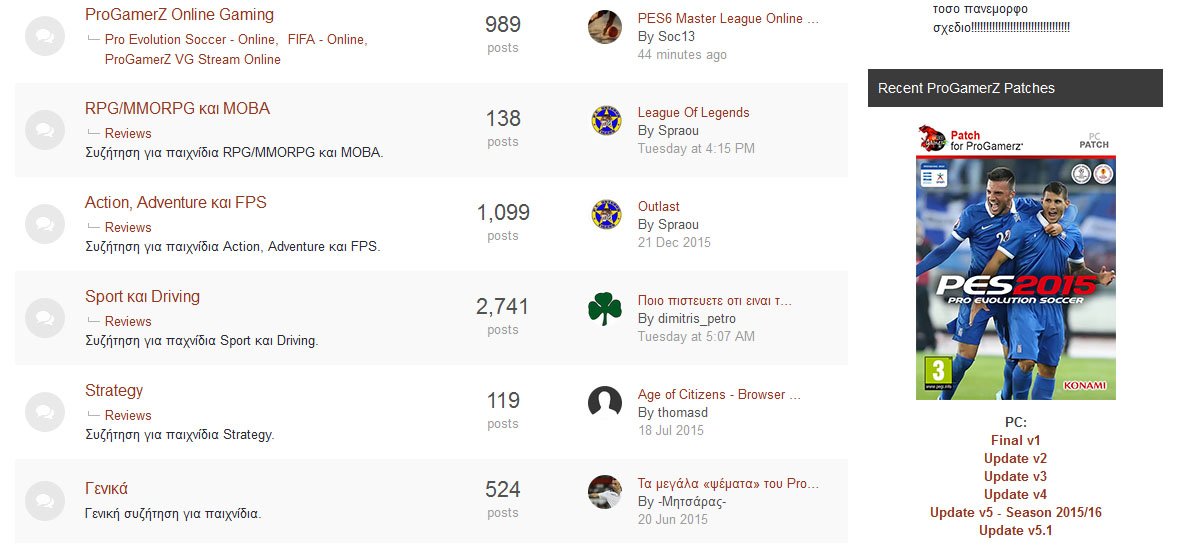 ProGamerZ Online Gaming
Pro Evolution Soccer - Online, FIFA - Online,
ProGamerZ VG Stream Online
989
posts
PES6 Master League Online ...
By Soc13
44 minutes ago
RPG/MMORPG και MOBA
Reviews
Συζήτηση για παιχνίδια RPG/MMORPG και MOBA.
138
posts
League Of Legends
By Spraou
Tuesday at 4:15 PM
Action, Adventure και FPS
Reviews
Συζήτηση για παιχνίδια Action, Adventure και FPS.
1,099
posts
Outlast
By Spraou
21 Dec 2015
Sport και Driving
Reviews
Συζήτηση για παχνίδια Sport και Driving.
2,741
posts
Ποιο πιστευετε οτι ειναι τ...
By dimitris_petro
Tuesday at 5:07 AM
Strategy
Reviews
Συζήτηση για παιχνίδια Strategy.
119
posts
Age of Citizens - Browser ...
By thomasd
18 Jul 2015
Γενικά
Γενική συζήτηση για παιχνίδια.
524
posts
Τα μεγάλα «ψέματα» του Pro...
By -Μητσάρας-
20 Jun 2015
τοσο πανεμορφο
σχεδιο!!!!!!!!!!!!!!!!!!!!!!!!!!!!!!!!!
Recent ProGamerZ Patches
Patch
for ProGamerz
PC
PATCH
22
PES2015
PRO EVOLUTION SOCCER
3
www.pegi.info
KONAMI
PC:
Final v1
Update v2
Update v3
Update v4
Update v5 - Season 2015/16
Update v5.1